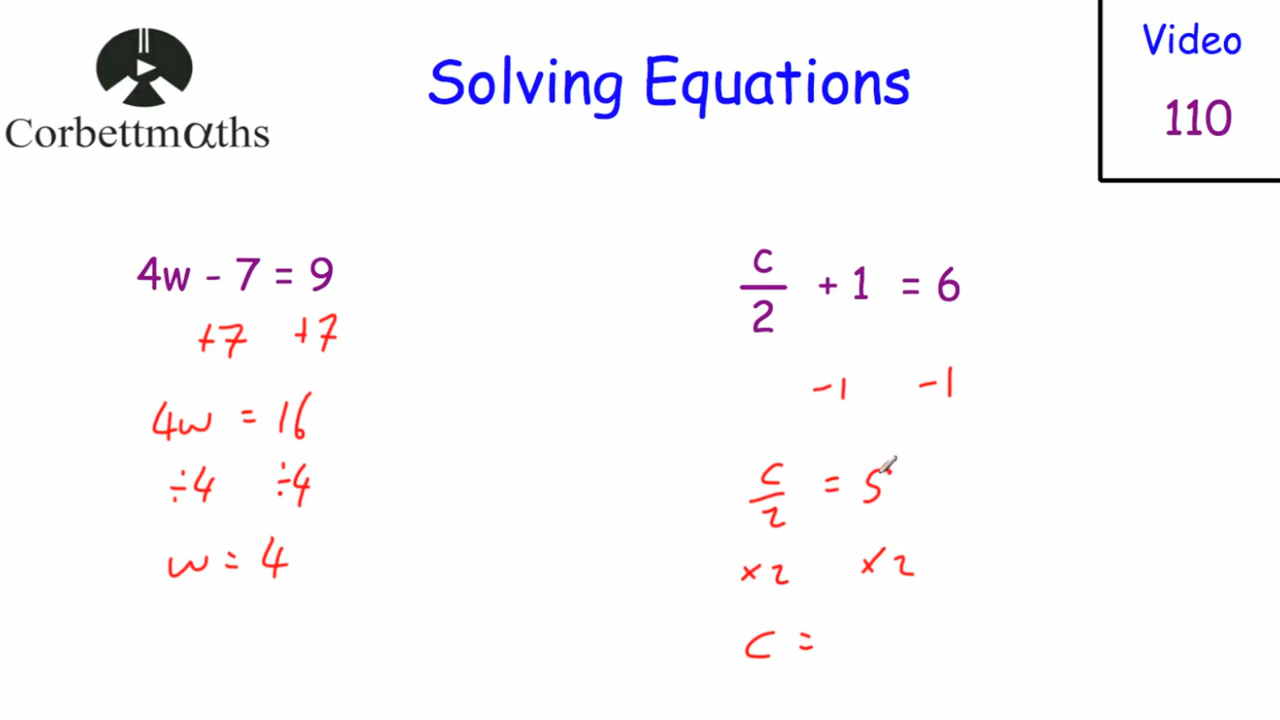 Corbettmαths
Solving Equations
Video
110
4w - 7 = 9
+7 +7
4w = 16
÷4 ÷4
w = 4
c
2
+ 1 = 6
-1 -1
c
2
= 5
×2 ×2
c =